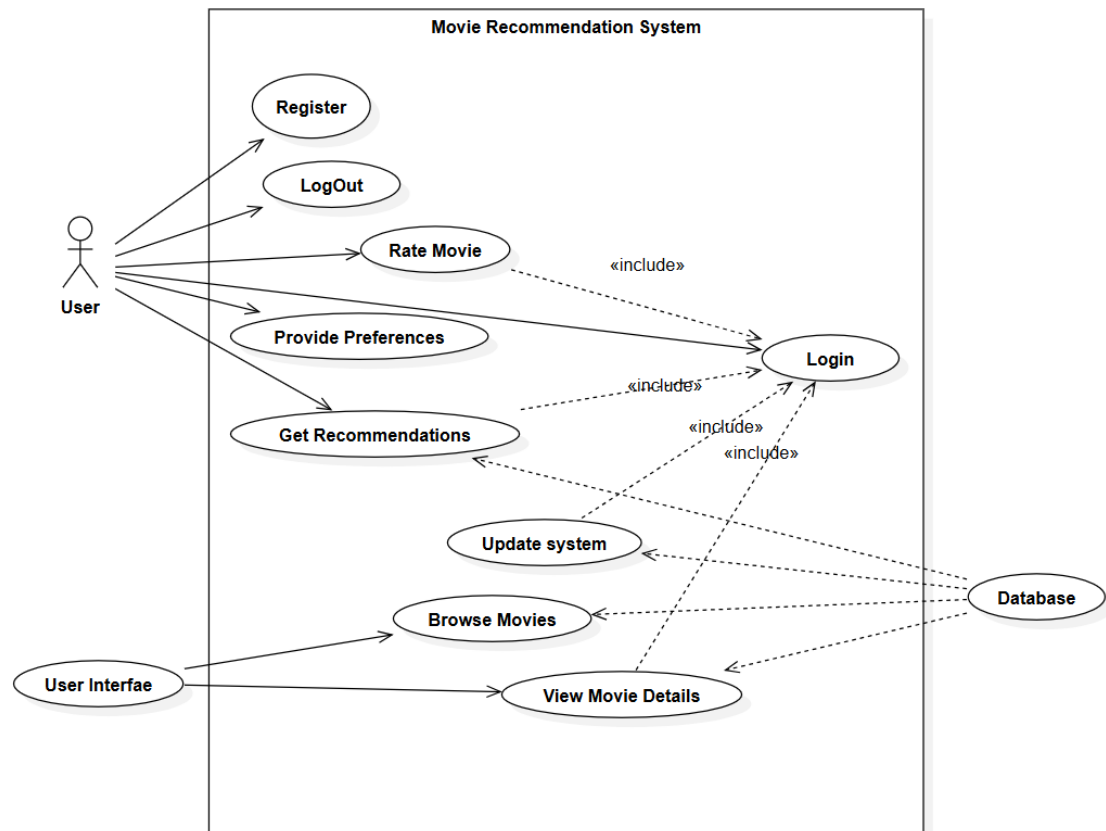 Movie Recommendation System
Register
LogOut
Rate Movie
«include»
User
Provide Preferences
Login
«include»
Get Recommendations
«include»
«include»
Update system
Database
Browse Movies
User Interfae
View Movie Details